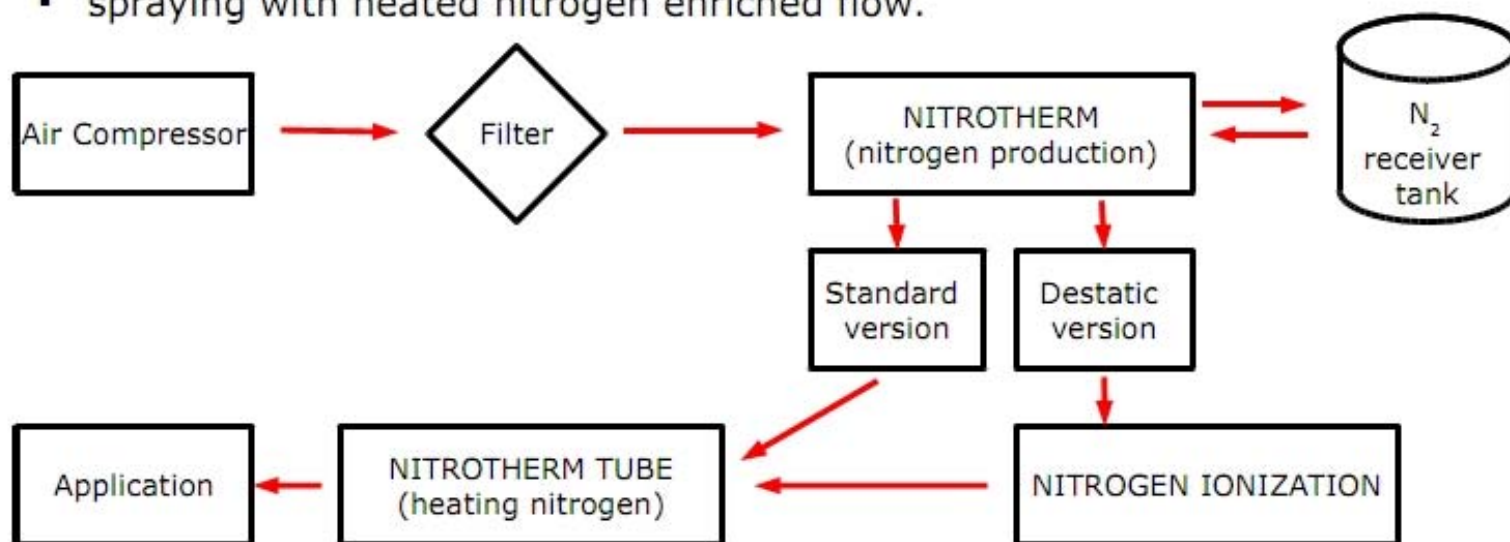 ▪ spraying with heated nitrogen enriched flow.
Air Compressor
Filter
NITROTHERM
(nitrogen production)
N₂
receiver
tank
Standard
version
Destatic
version
Application
NITROTHERM TUBE
(heating nitrogen)
NITROGEN IONIZATION